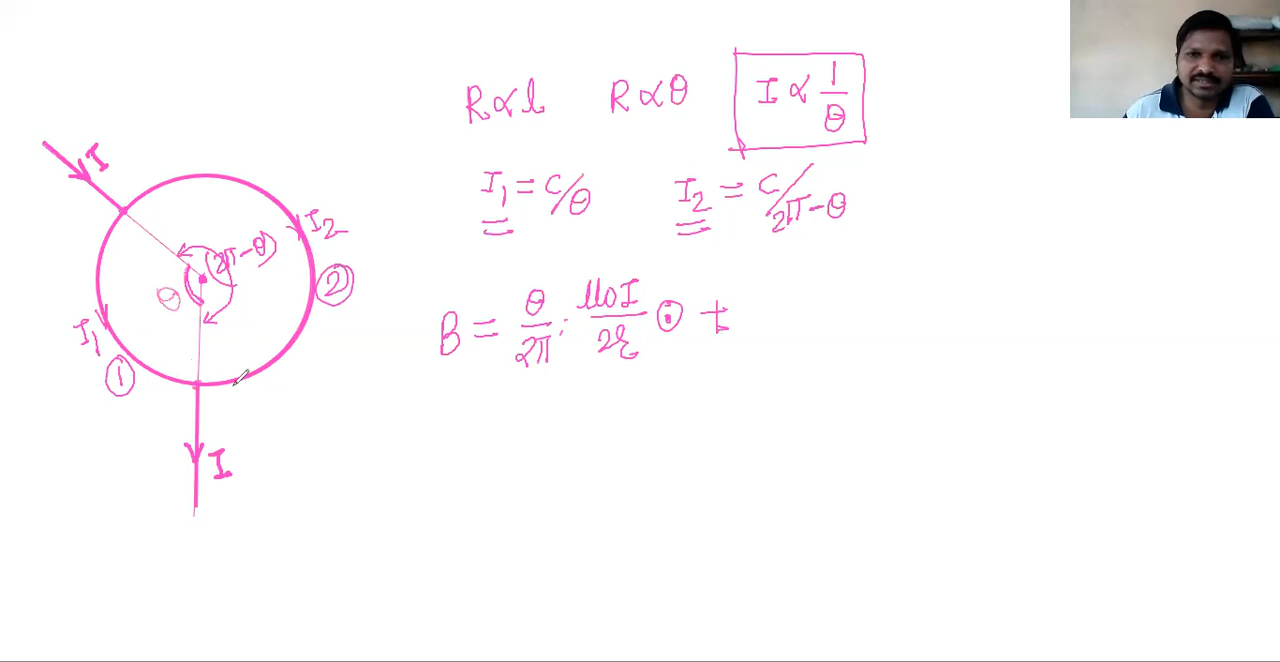 R∝l R∝θ I∝1/θ
I
I₁ = C/θ I₂ = C/2π-θ
I₂
2π-θ
θ
②
B = θ/2π · μ₀I/2r ⊙ +
I₁
①
I